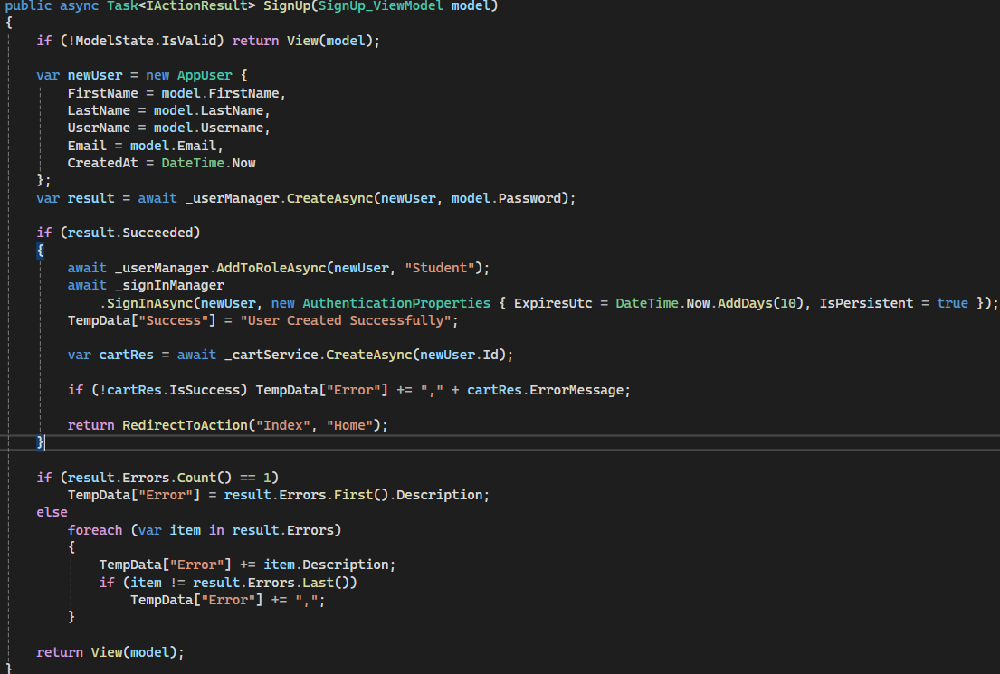 public async Task<IActionResult> SignUp(SignUp_ViewModel model)
{
    if (!ModelState.IsValid) return View(model);

    var newUser = new AppUser {
        FirstName = model.FirstName,
        LastName = model.LastName,
        UserName = model.Username,
        Email = model.Email,
        CreatedAt = DateTime.Now
    };
    var result = await _userManager.CreateAsync(newUser, model.Password);

    if (result.Succeeded)
    {
        await _userManager.AddToRoleAsync(newUser, "Student");
        await _signInManager
            .SignInAsync(newUser, new AuthenticationProperties { ExpiresUtc = DateTime.Now.AddDays(10), IsPersistent = true });
        TempData["Success"] = "User Created Successfully";

        var cartRes = await _cartService.CreateAsync(newUser.Id);

        if (!cartRes.IsSuccess) TempData["Error"] += "," + cartRes.ErrorMessage;

        return RedirectToAction("Index", "Home");
    }

    if (result.Errors.Count() == 1)
        TempData["Error"] = result.Errors.First().Description;
    else
        foreach (var item in result.Errors)
        {
            TempData["Error"] += item.Description;
            if (item != result.Errors.Last())
                TempData["Error"] += ",";
        }

    return View(model);
}